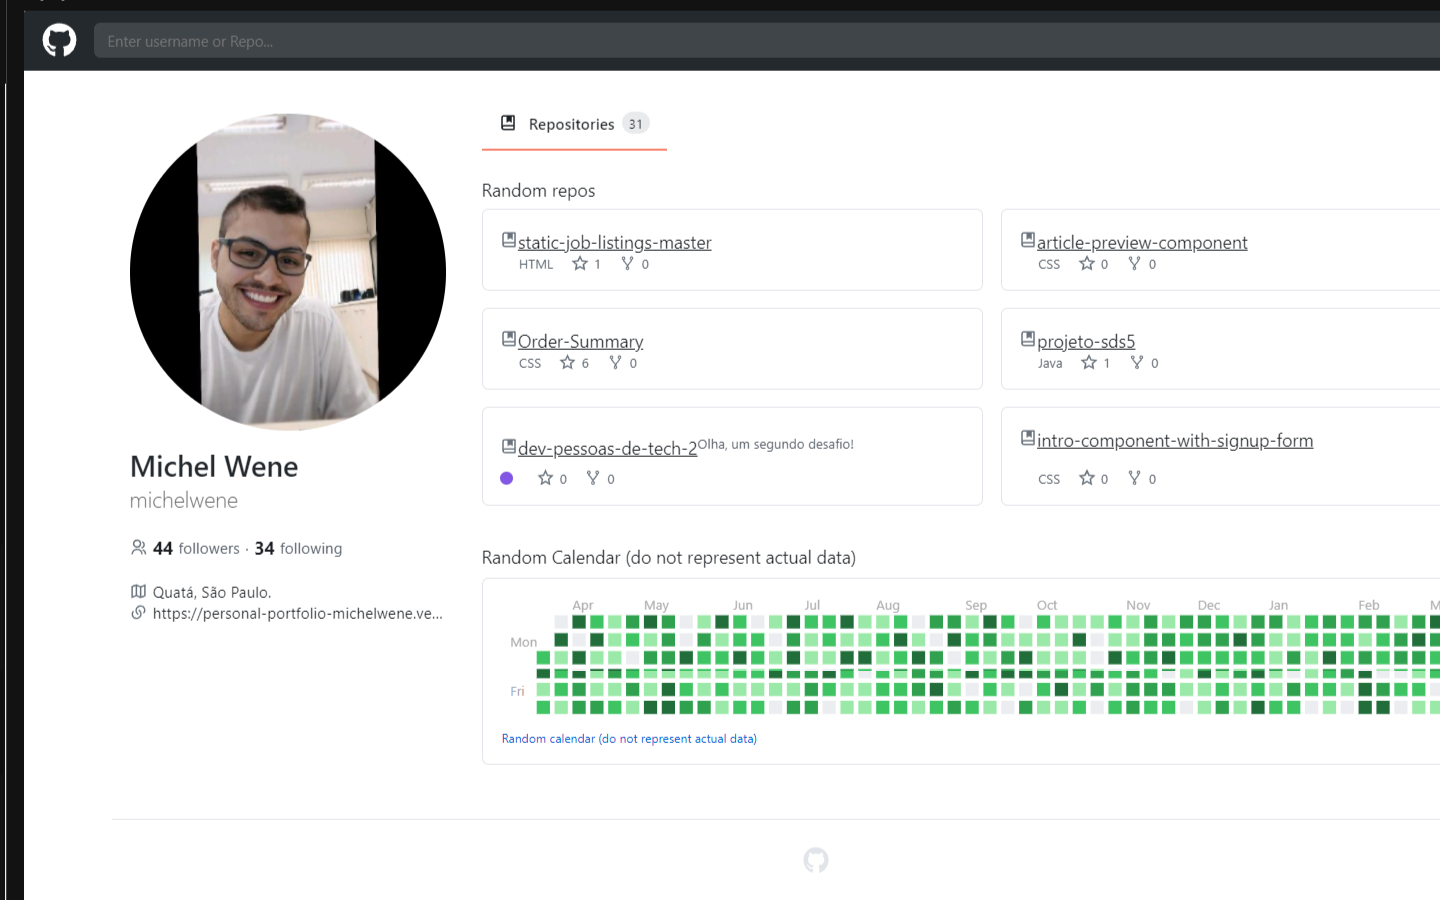 Enter username or Repo...
Repositories 31
Random repos
static-job-listings-master
HTML 1 0
article-preview-component
CSS 0 0
Order-Summary
CSS 6 0
projeto-sds5
Java 1 0
dev-pessoas-de-tech-2 Olha, um segundo desafio!
0 0
intro-component-with-signup-form
CSS 0 0
Michel Wene
michelwene
44 followers · 34 following
Quatá, São Paulo.
https://personal-portfolio-michelwene.ve...
Random Calendar (do not represent actual data)
Apr May Jun Jul Aug Sep Oct Nov Dec Jan Feb M
Mon
Fri
Random calendar (do not represent actual data)